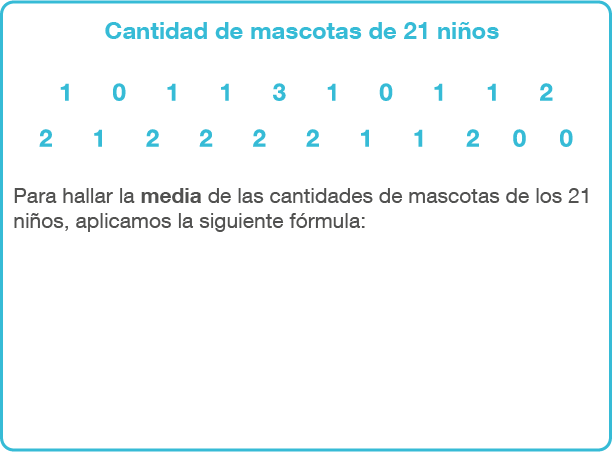 Cantidad de mascotas de 21 niños
1 0 1 1 3 1 0 1 1 2
2 1 2 2 2 2 1 1 2 0 0
Para hallar la media de las cantidades de mascotas de los 21
niños, aplicamos la siguiente fórmula: